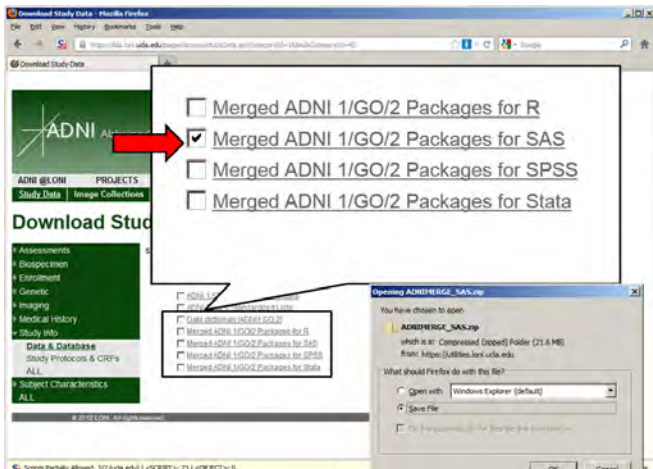 Download Study Data - Mozilla Firefox
File Edit View History Bookmarks Tools Help
Google
Download Study Data
Merged ADNI 1/GO/2 Packages for R
Merged ADNI 1/GO/2 Packages for SAS
Merged ADNI 1/GO/2 Packages for SPSS
Merged ADNI 1/GO/2 Packages for Stata
ADNI
ADNI @LONI PROJECTS
Study Data Image Collections
Download Stud
Assessments
Biospecimen
Enrollment
Genetic
Imaging
Medical History
Study Info
Data & Database
Study Protocols & CRFs
ALL
Subject Characteristics
ALL
Data dictionary [ADNI1,GO,2]
Merged ADNI 1/GO/2 Packages for R
Merged ADNI 1/GO/2 Packages for SAS
Merged ADNI 1/GO/2 Packages for SPSS
Merged ADNI 1/GO/2 Packages for Stata
© 2012 LONI. All rights reserved.
Opening ADNIMERGE_SAS.zip
You have chosen to open
ADNIMERGE_SAS.zip
which is a: Compressed (zipped) Folder (21.6 MB)
from: https://utilities.loni.ucla.edu
What should Firefox do with this file?
Open with Windows Explorer (default)
Save File
OK Cancel